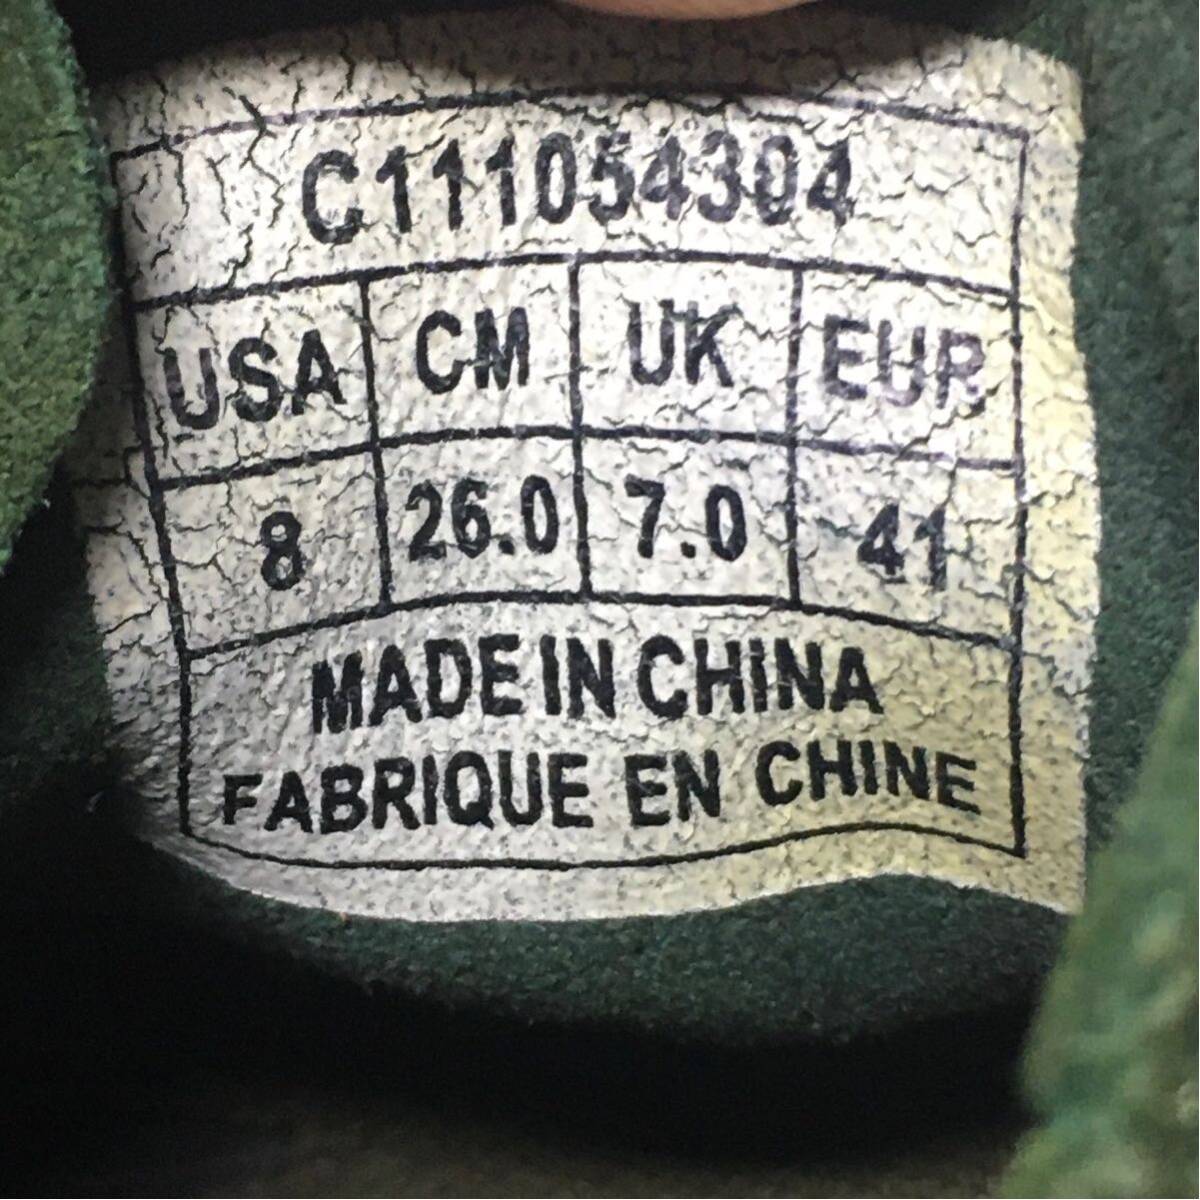 C111054304
USA CM UK EUR
8 26.0 7.0 41
MADE IN CHINA
FABRIQUE EN CHINE